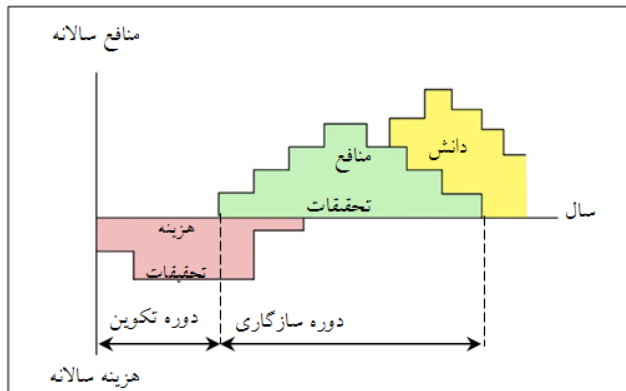 منافع سالانه
دانش
منافع
تحقیقات
سال
هزینه
تحقیقات
دوره تکوین
دوره سازگاری
هزینه سالانه